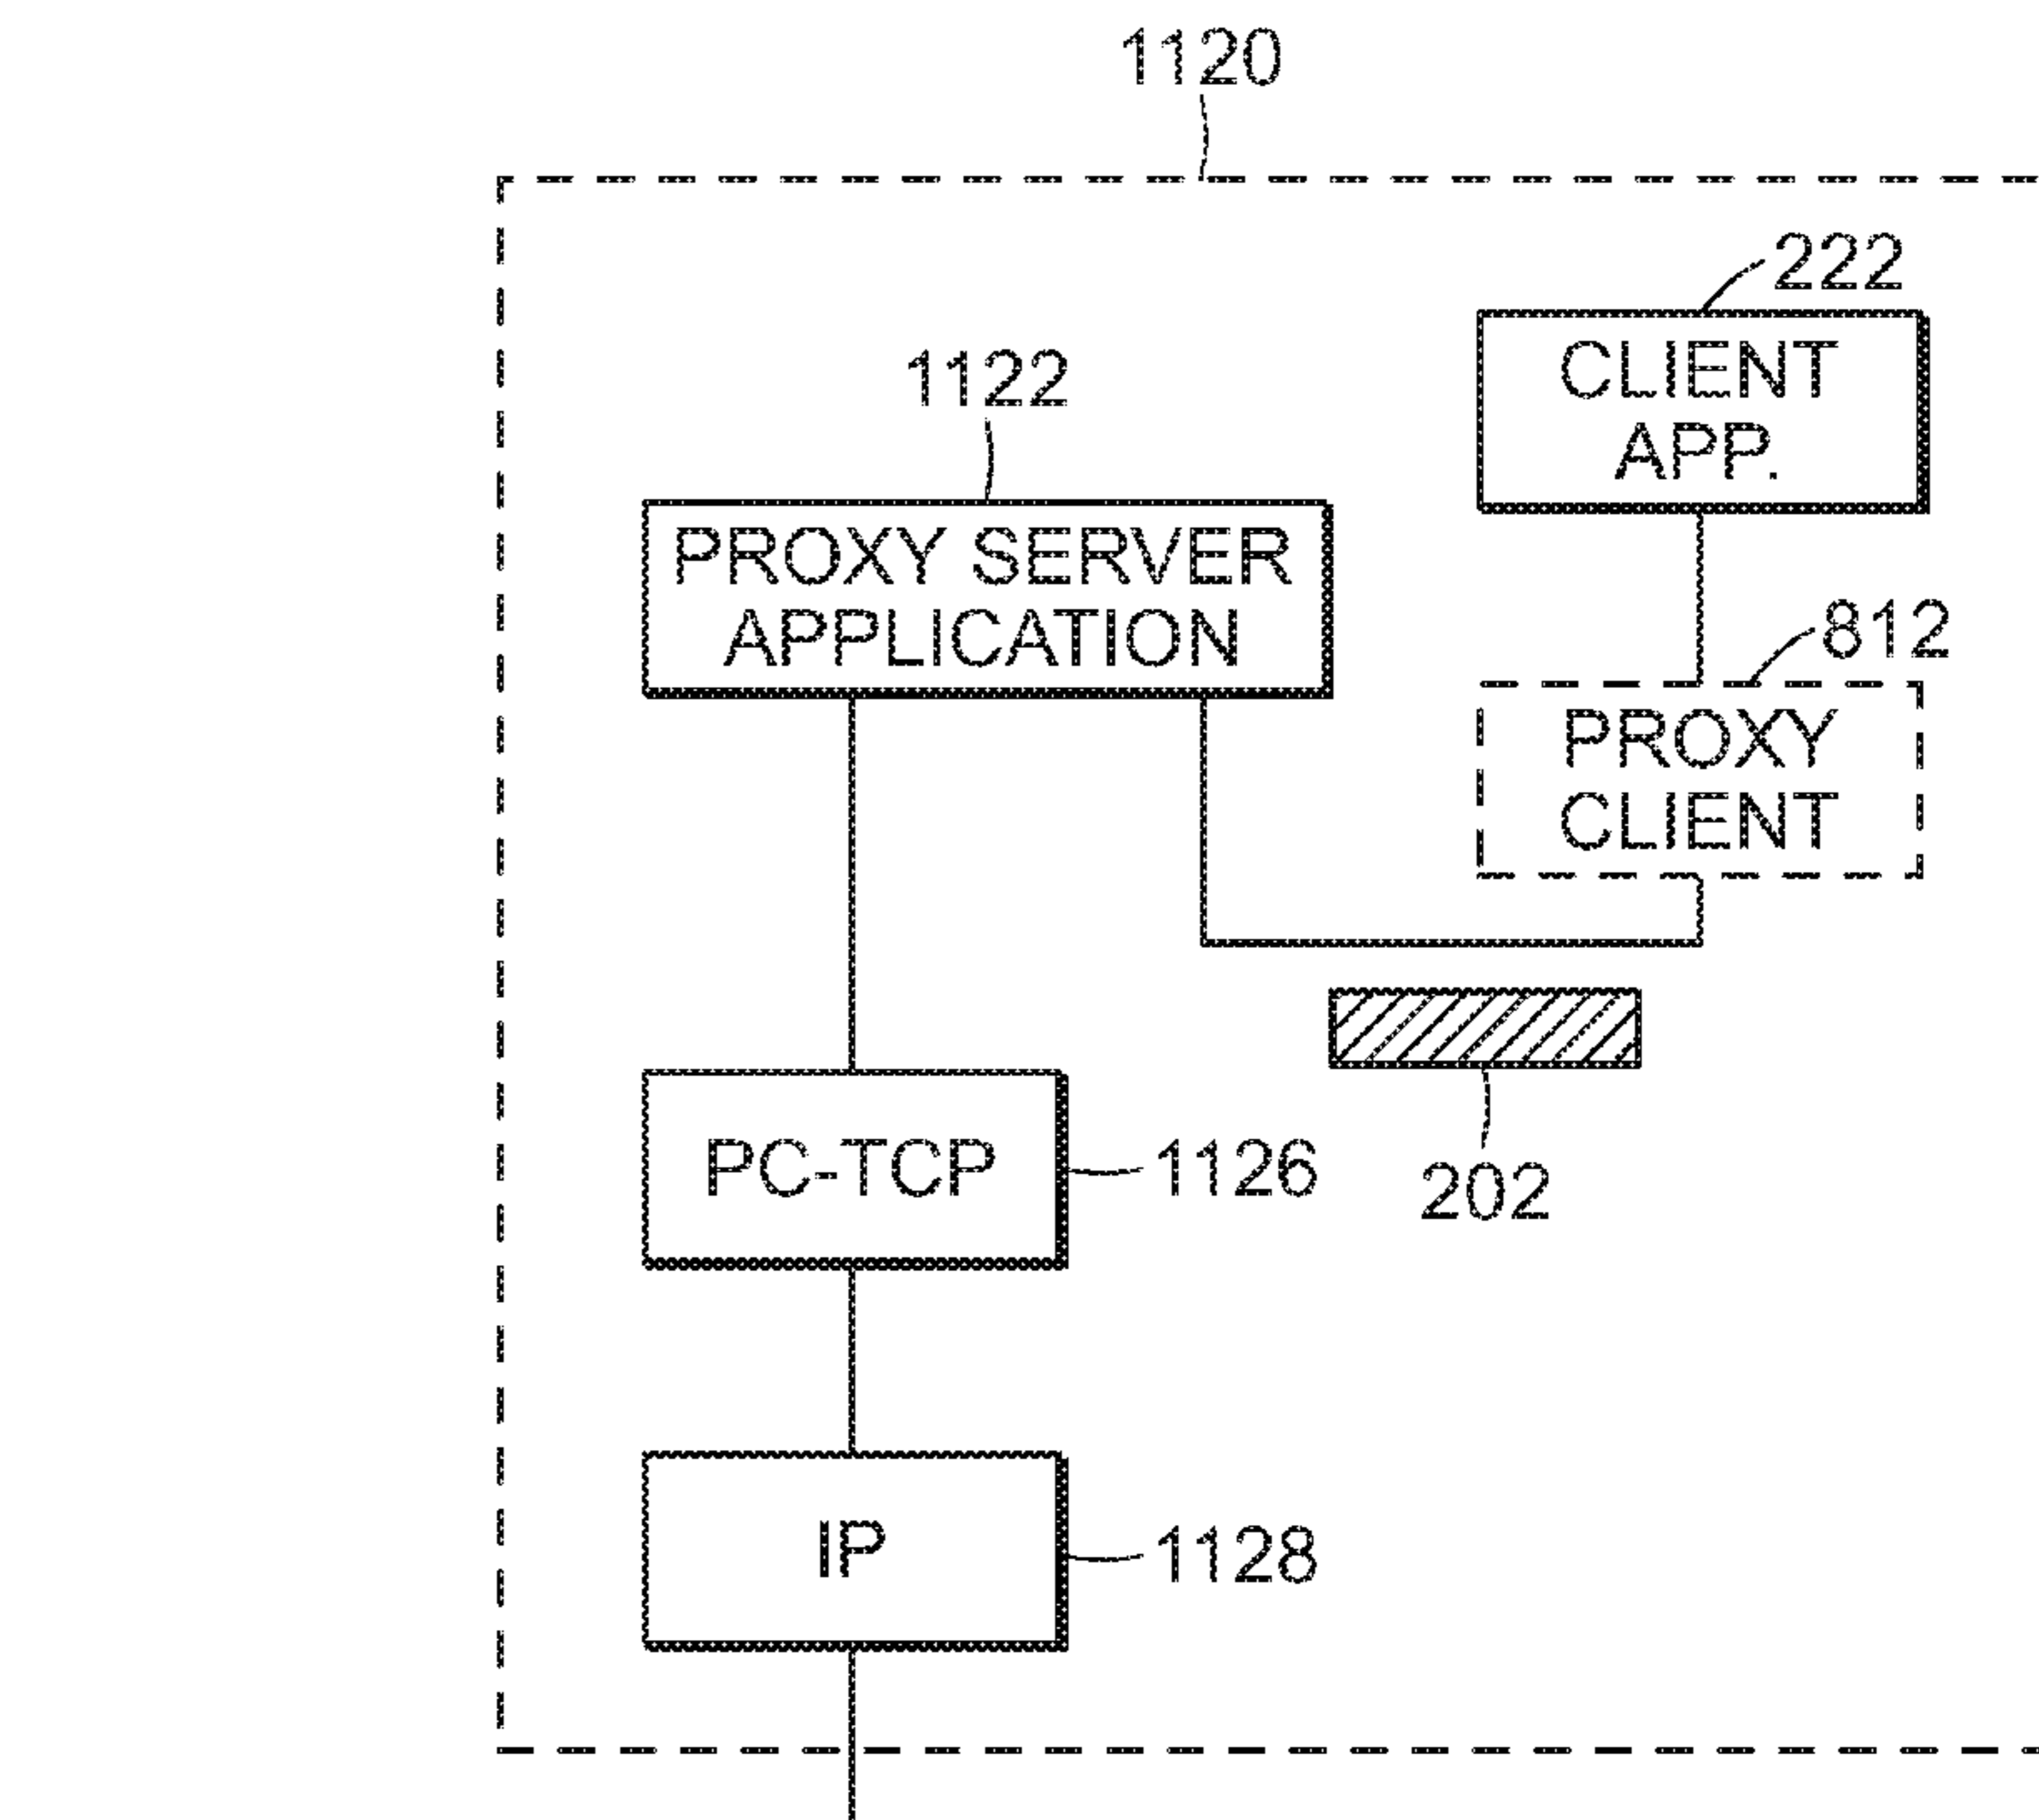 1120
222
CLIENT
APP.
1122
PROXY SERVER
APPLICATION
812
PROXY
CLIENT
PC-TCP
1126
202
IP
1128